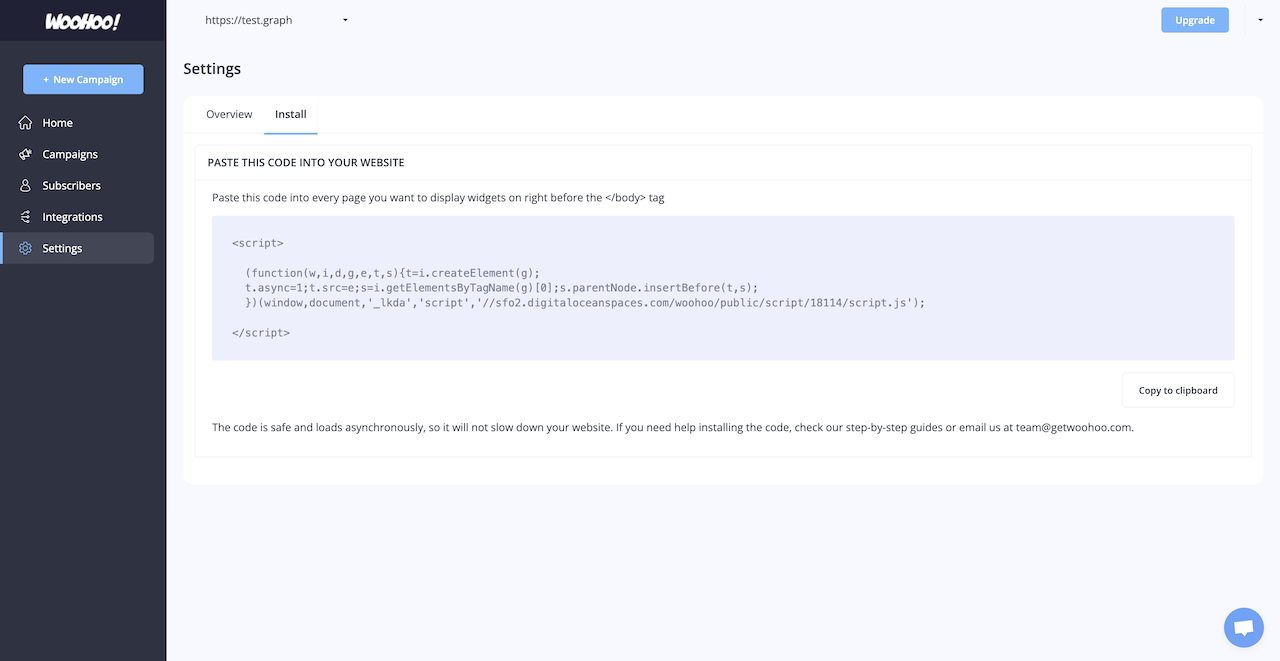 WooHoo!
https://test.graph
Upgrade
+ New Campaign
Home
Campaigns
Subscribers
Integrations
Settings
Settings
Overview
Install
PASTE THIS CODE INTO YOUR WEBSITE
Paste this code into every page you want to display widgets on right before the </body> tag
<script>
(function(w,i,d,g,e,t,s){t=i.createElement(g);
t.async=1;t.src=e;s=i.getElementsByTagName(g)[0];s.parentNode.insertBefore(t,s);
})(window,document,'_lkda','script','//sfo2.digitaloceanspaces.com/woohoo/public/script/18114/script.js');
</script>
Copy to clipboard
The code is safe and loads asynchronously, so it will not slow down your website. If you need help installing the code, check our step-by-step guides or email us at team@getwoohoo.com.